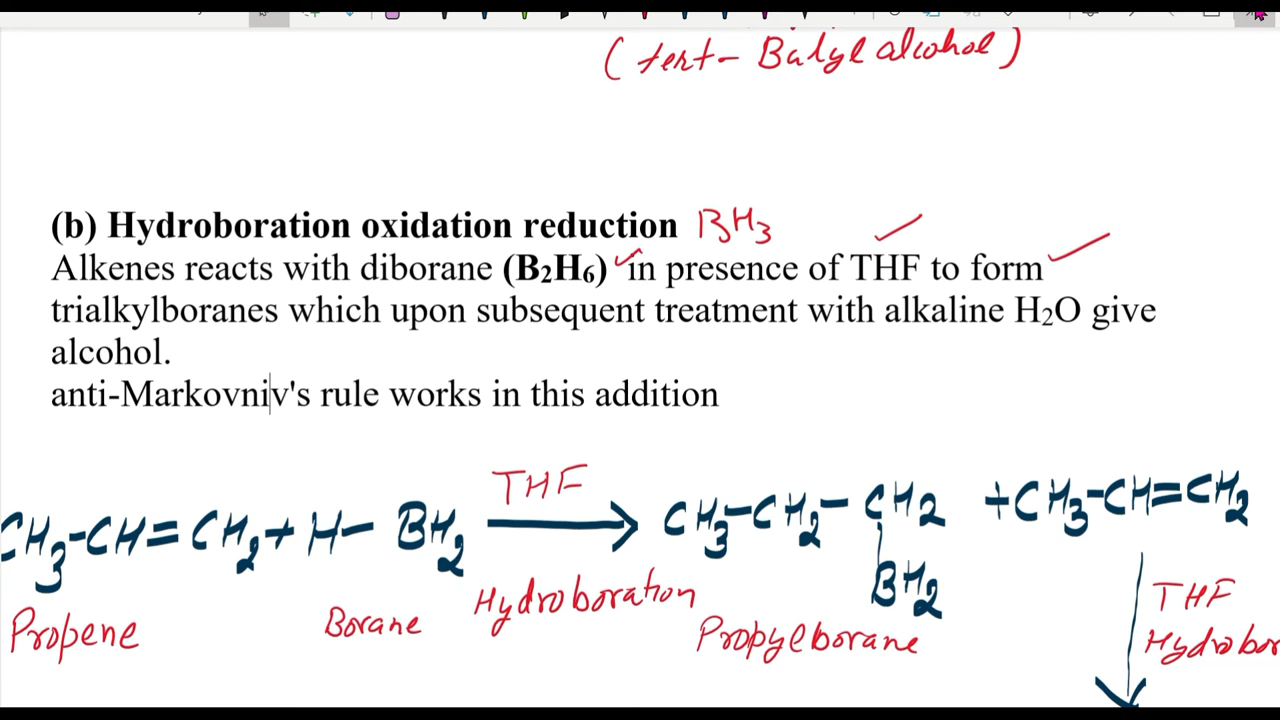 (tert- Butyl alcohol)
(b) Hydroboration oxidation reduction BH3
Alkenes reacts with diborane (B2H6) in presence of THF to form
trialkylboranes which upon subsequent treatment with alkaline H2O give
alcohol.
anti-Markovniv's rule works in this addition
THF
CH3-CH=CH2+H-BH2 → CH3-CH2-CH2 +CH3-CH=CH2
BH2
Hydroboration
THF
Propene Borane Propylborane Hydrobor